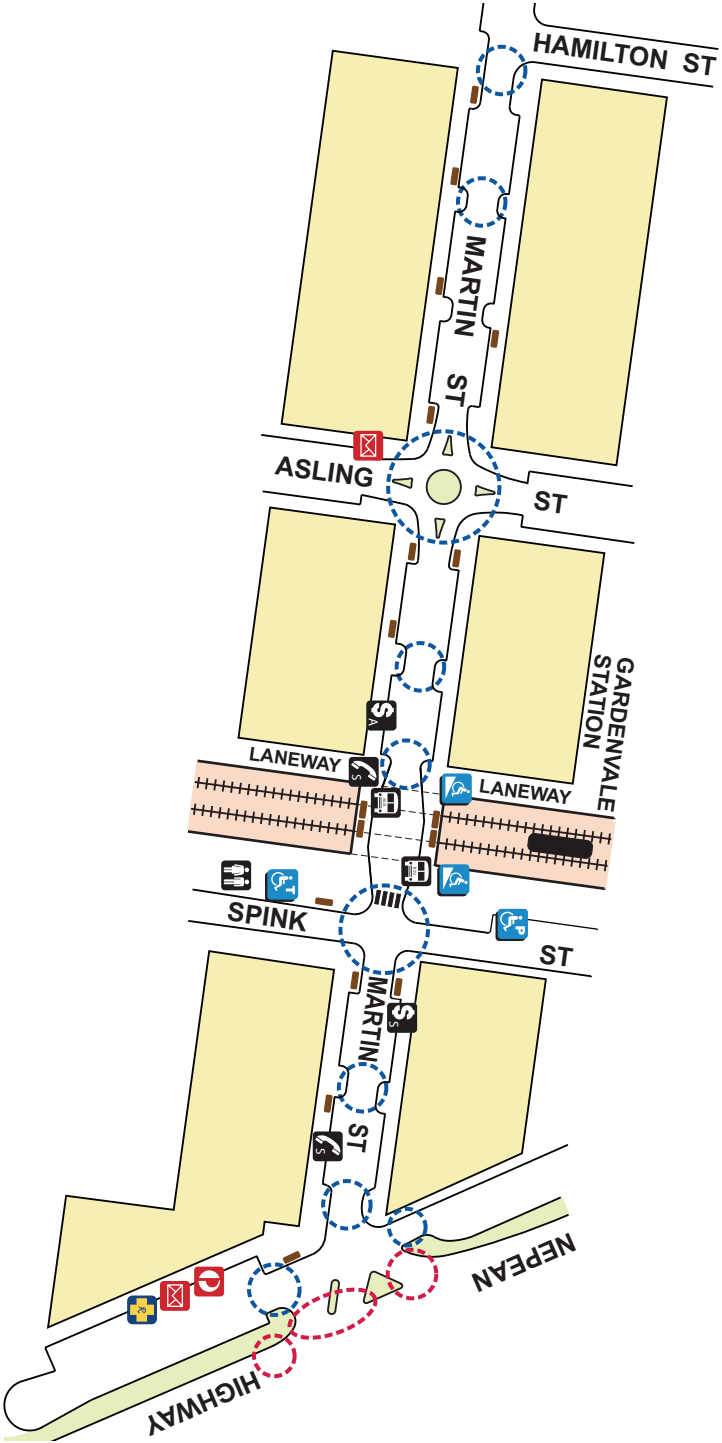 HAMILTON ST
MARTIN
ST
ASLING
ST
GARDENVALE
STATION
$A
LANEWAY
S
LANEWAY
T
SPINK
P
ST
MARTIN
$S
ST
S
NEPEAN
HIGHWAY